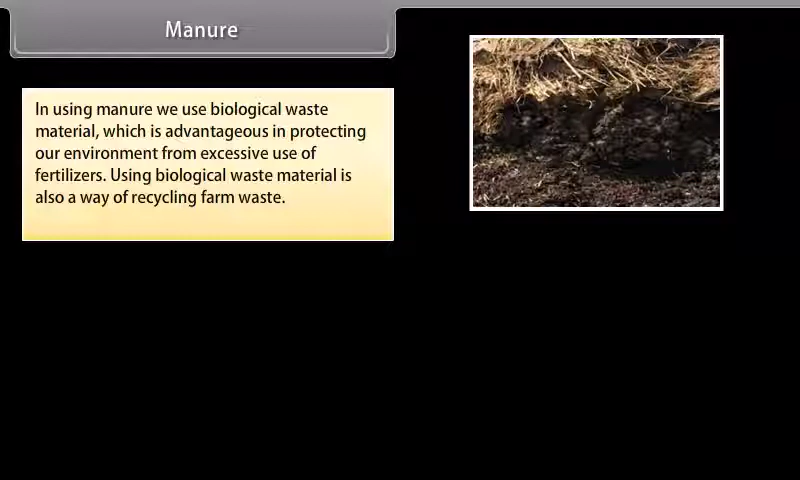 Manure
In using manure we use biological waste
material, which is advantageous in protecting
our environment from excessive use of
fertilizers. Using biological waste material is
also a way of recycling farm waste.